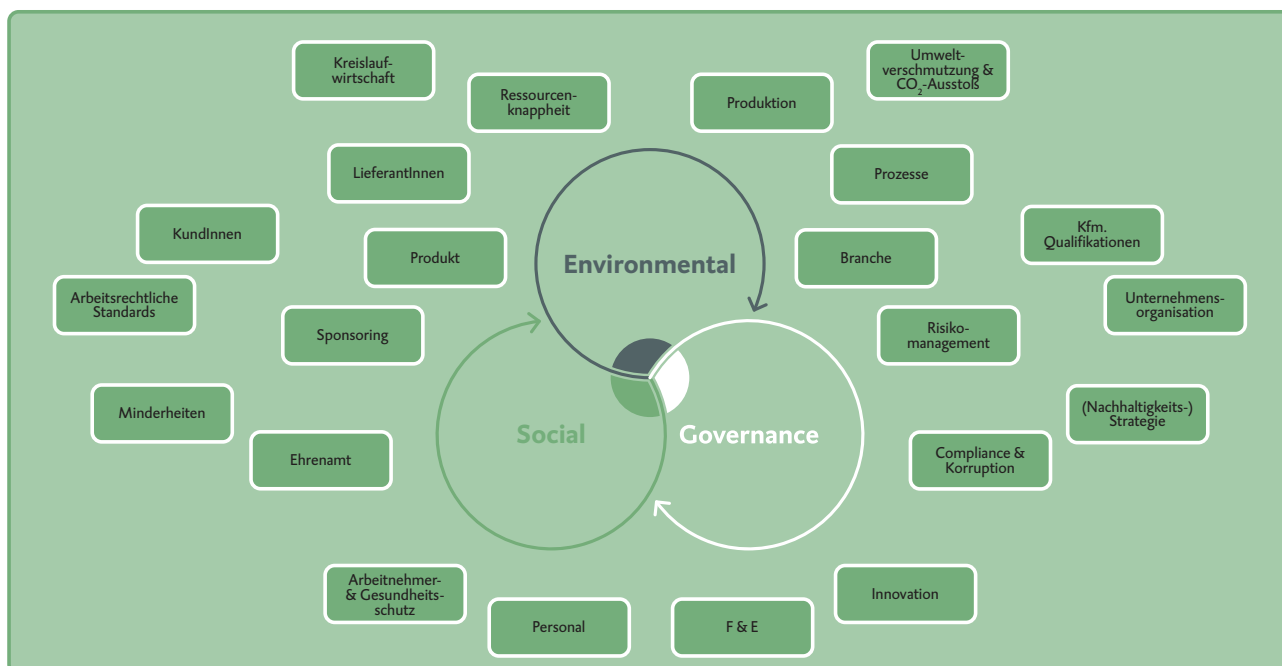 Kreislauf-
wirtschaft
Ressourcen-
knappheit
Produktion
Umwelt-
verschmutzung &
CO₂-Ausstoß
LieferantInnen
Prozesse
KundInnen
Produkt
Environmental
Branche
Kfm.
Qualifikationen
Arbeitsrechtliche
Standards
Sponsoring
Risiko-
management
Unternehmens-
organisation
Minderheiten
Ehrenamt
Social
Governance
Compliance &
Korruption
(Nachhaltigkeits-)
Strategie
Arbeitnehmer-
& Gesundheits-
schutz
Personal
F & E
Innovation